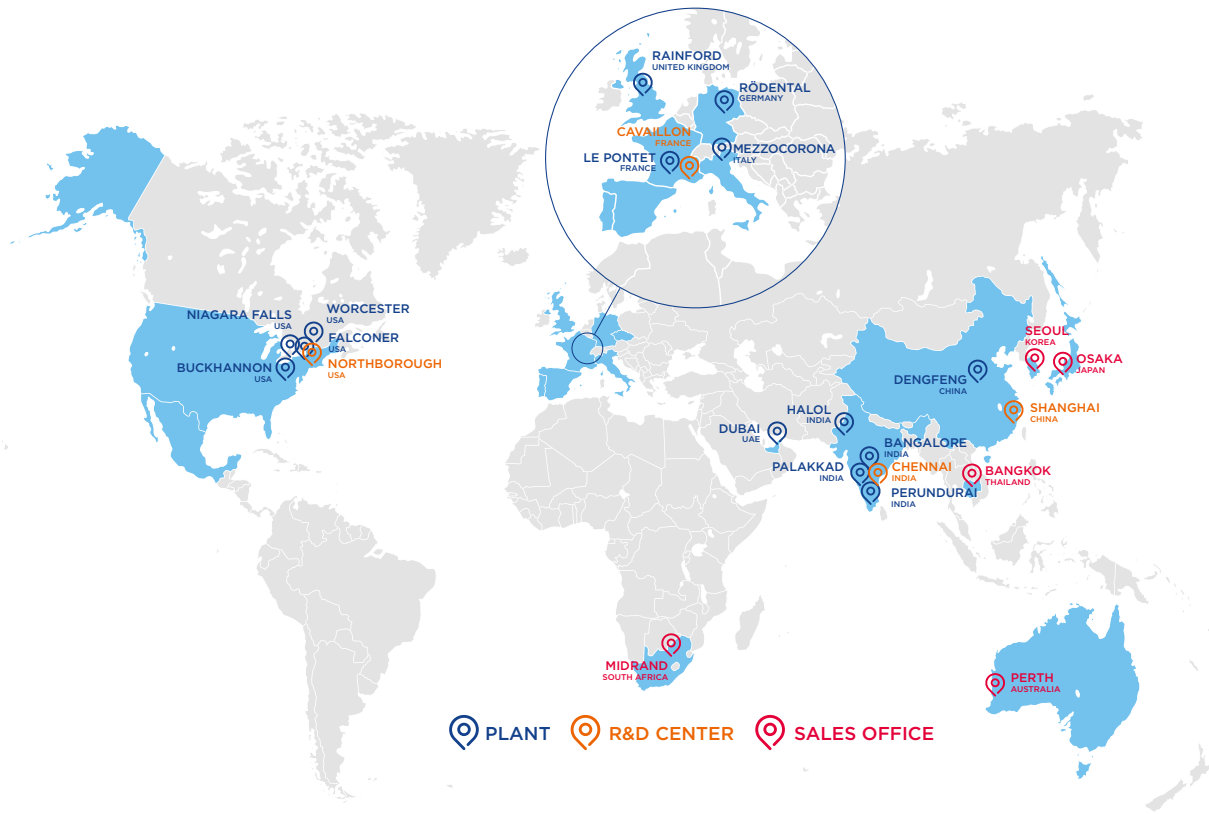 RAINFORD
UNITED KINGDOM
RÖDENTAL
GERMANY
CAVAILLON
FRANCE
MEZZOCORONA
ITALY
LE PONTET
FRANCE
NIAGARA FALLS
USA
WORCESTER
USA
FALCONER
USA
NORTHBOROUGH
USA
BUCKHANNON
USA
SEOUL
KOREA
OSAKA
JAPAN
DENGFENG
CHINA
SHANGHAI
CHINA
HALOL
INDIA
DUBAI
UAE
BANGALORE
INDIA
PALAKKAD
INDIA
CHENNAI
INDIA
PERUNDURAI
INDIA
BANGKOK
THAILAND
MIDRAND
SOUTH AFRICA
PERTH
AUSTRALIA
PLANT
R&D CENTER
SALES OFFICE